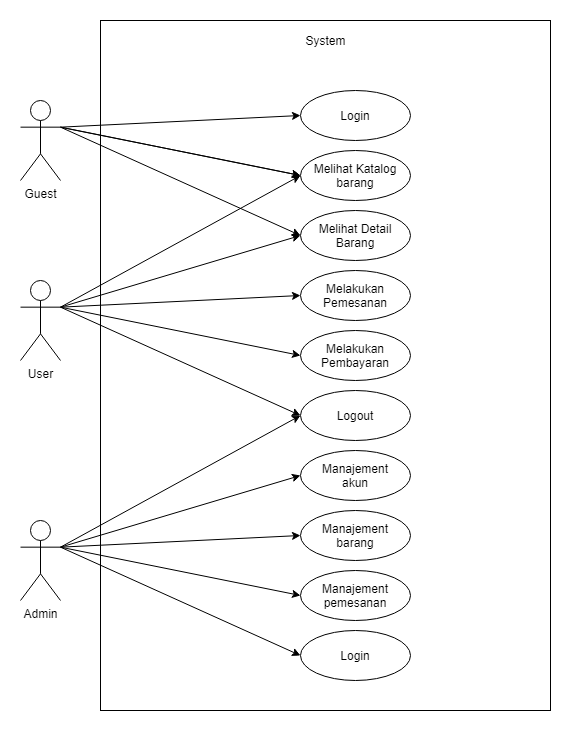 System
Login
Guest
Melihat Katalog
barang
Melihat Detail
Barang
Melakukan
Pemesanan
User
Melakukan
Pembayaran
Logout
Manajement
akun
Manajement
barang
Admin
Manajement
pemesanan
Login